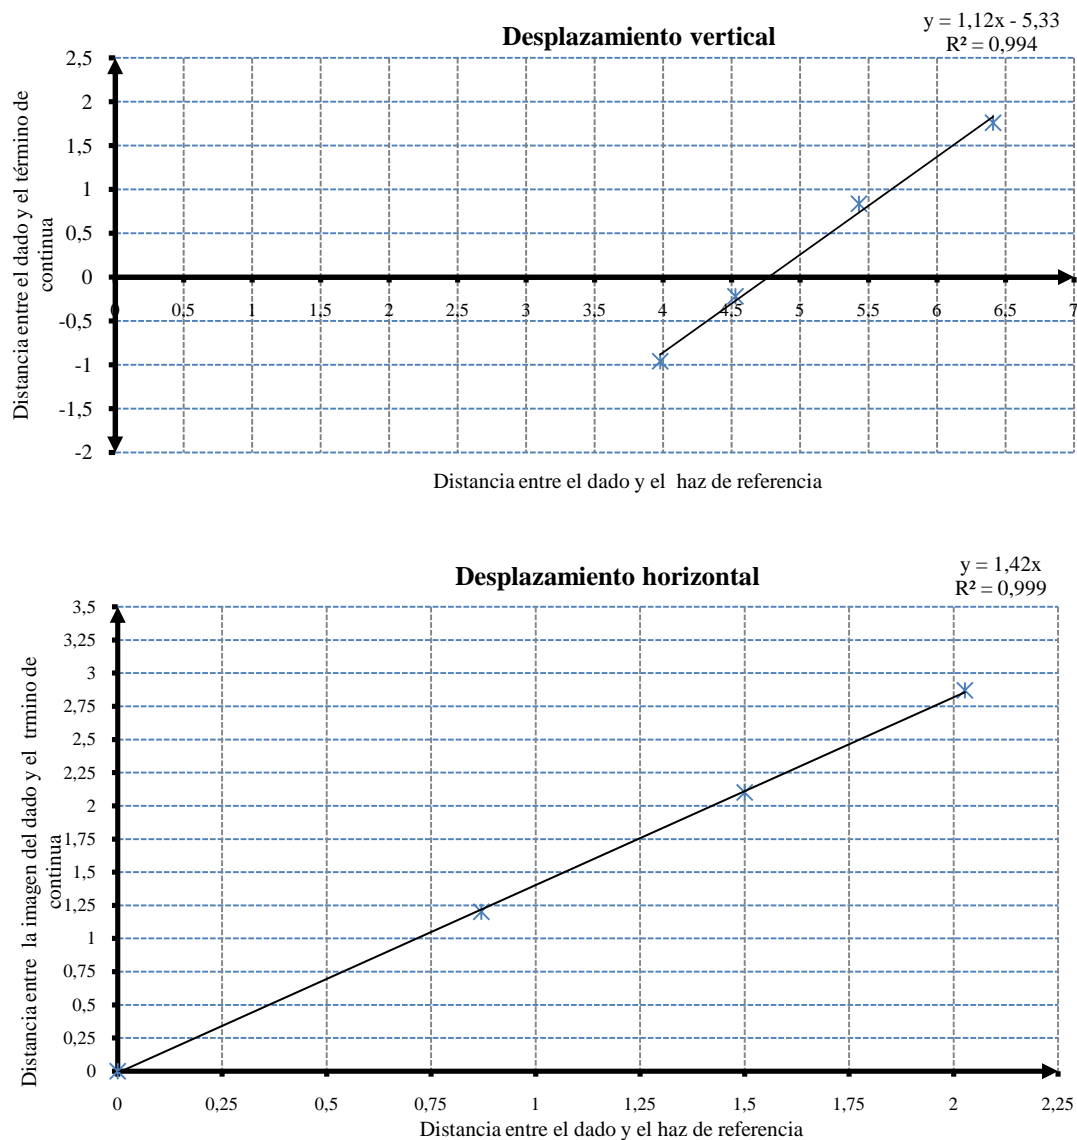 Desplazamiento vertical
y = 1,12x - 5,33
R² = 0,994
Distancia entre el dado y el término de
continua
2,5
2
1,5
1
0,5
0
-0,5
-1
-1,5
-2
0 0,5 1 1,5 2 2,5 3 3,5 4 4,5 5 5,5 6 6,5 7
Distancia entre el dado y el haz de referencia
Desplazamiento horizontal
y = 1,42x
R² = 0,999
Distancia entre la imagen del dado y el trmino de
continua
3,5
3,25
3
2,75
2,5
2,25
2
1,75
1,5
1,25
1
0,75
0,5
0,25
0
0 0,25 0,5 0,75 1 1,25 1,5 1,75 2 2,25
Distancia entre el dado y el haz de referencia